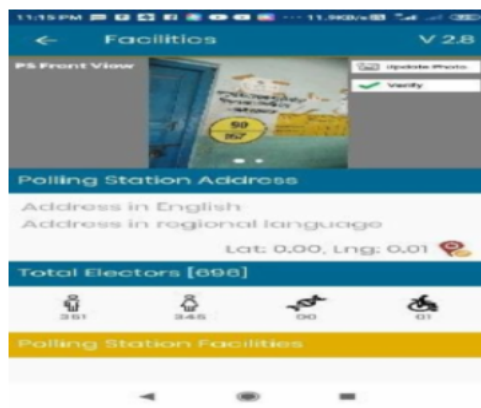 11:15 PM
Facilities V 2.8
PS Front View
Update Photo
Verify
Polling Station Address
Address in English
Address in regional language
Lat: 0.00, Lng: 0.01
Total Electors [696]
351 345 00 01
Polling Station Facilities